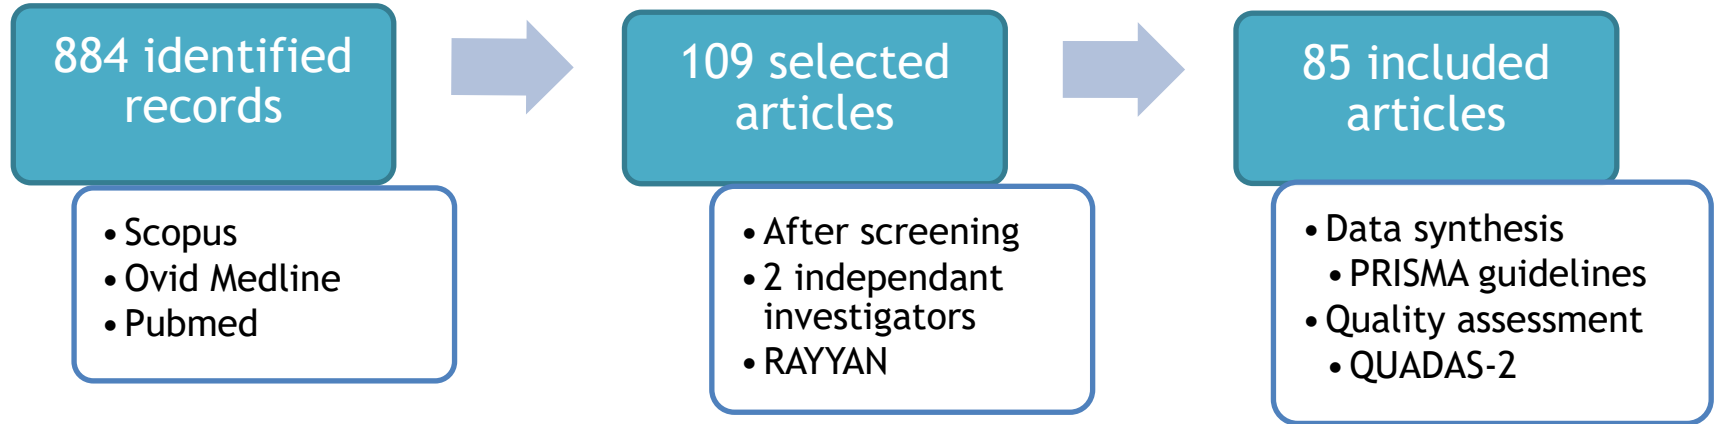 884 identified
records
• Scopus
• Ovid Medline
• Pubmed
109 selected
articles
• After screening
• 2 independant
investigators
• RAYYAN
85 included
articles
• Data synthesis
• PRISMA guidelines
• Quality assessment
• QUADAS-2